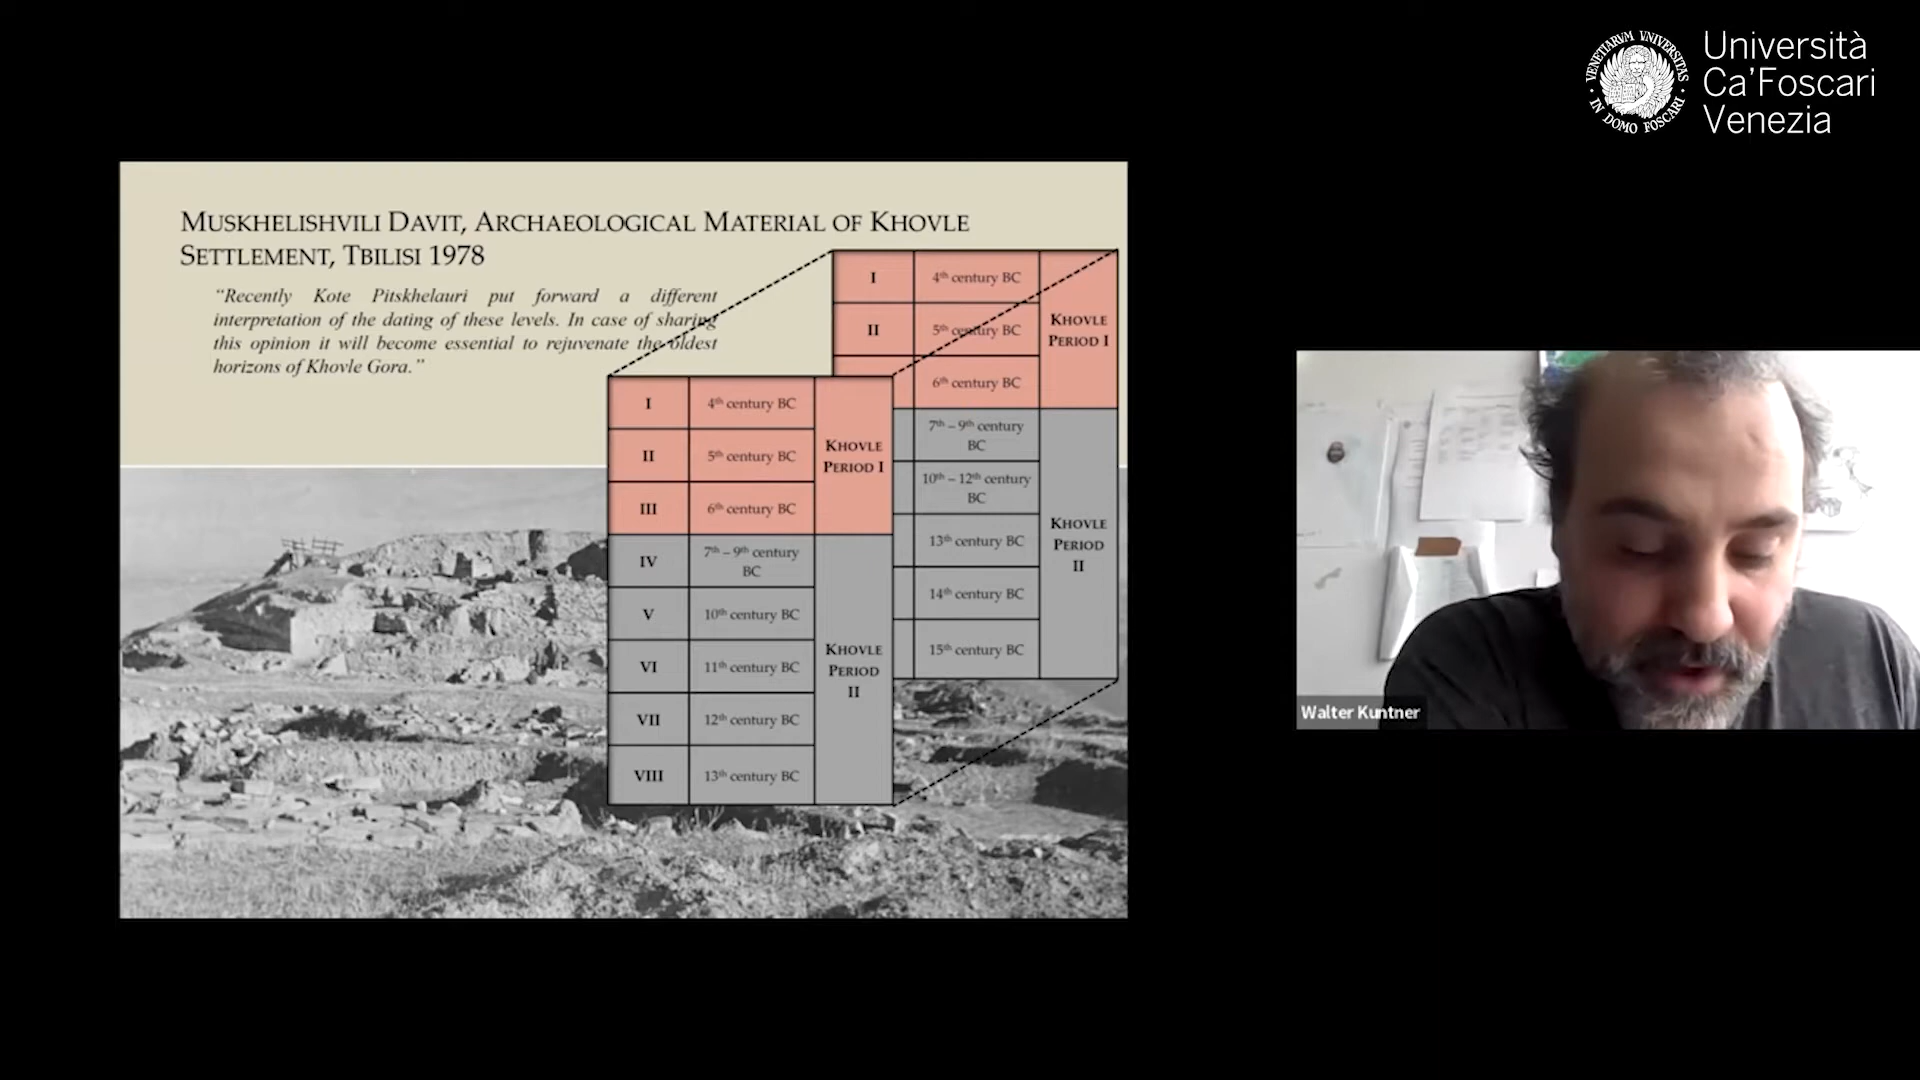 VENETIARVM VNIVERSITAS
IN DOMO FOSCARI
Università
Ca'Foscari
Venezia
MUSKHELISHVILI DAVIT, ARCHAEOLOGICAL MATERIAL OF KHOVLE
SETTLEMENT, TBILISI 1978
"Recently Kote Pitskhelauri put forward a different
interpretation of the dating of these levels. In case of sharing
this opinion it will become essential to rejuvenate the oldest
horizons of Khovle Gora."
I 4th century BC
II 5th century BC
6th century BC
KHOVLE
PERIOD I
7th – 9th century
BC
10th – 12th century
BC
13th century BC
14th century BC
15th century BC
KHOVLE
PERIOD
II
I 4th century BC
II 5th century BC
III 6th century BC
KHOVLE
PERIOD I
IV 7th – 9th century
BC
V 10th century BC
VI 11th century BC
VII 12th century BC
VIII 13th century BC
KHOVLE
PERIOD
II
Walter Kuntner